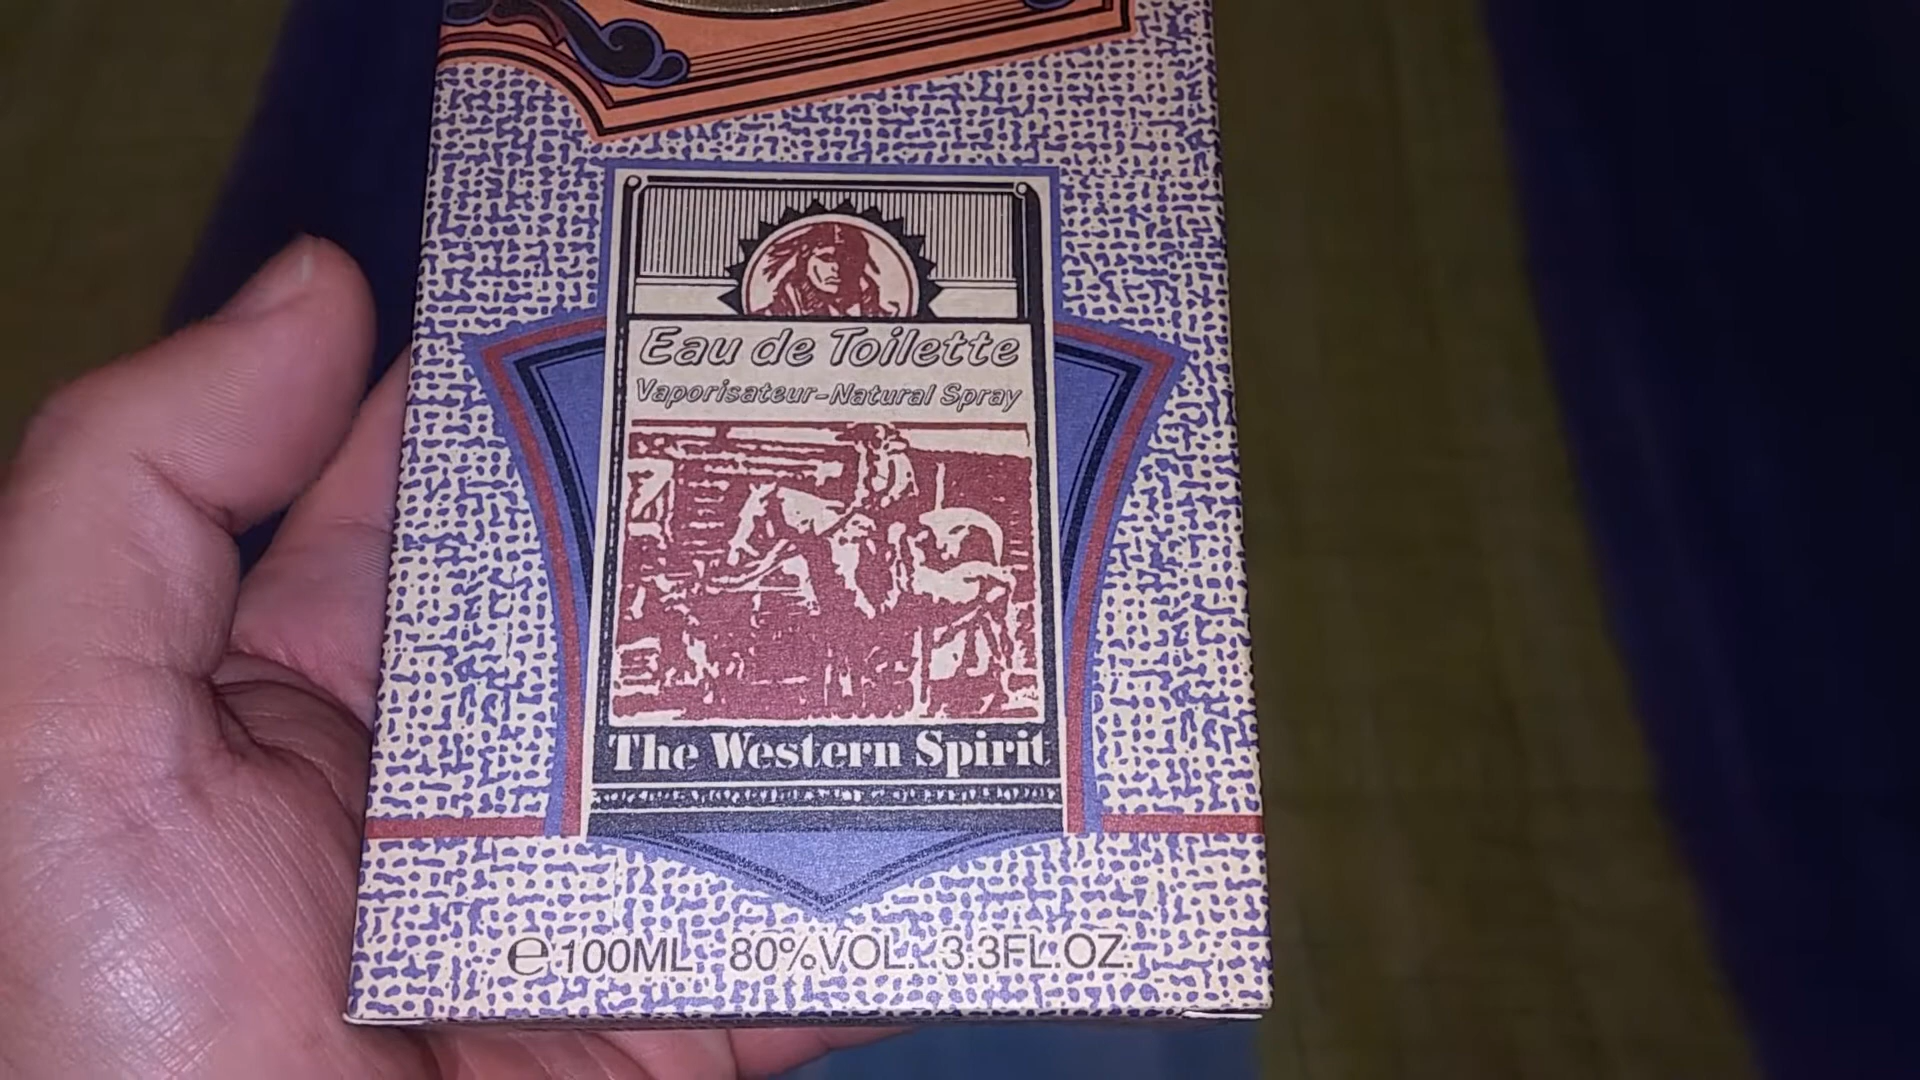 Eau de Toilette
Vaporisateur-Natural Spray
The Western Spirit
℮ 100ML 80%VOL. 3.3FL.OZ.